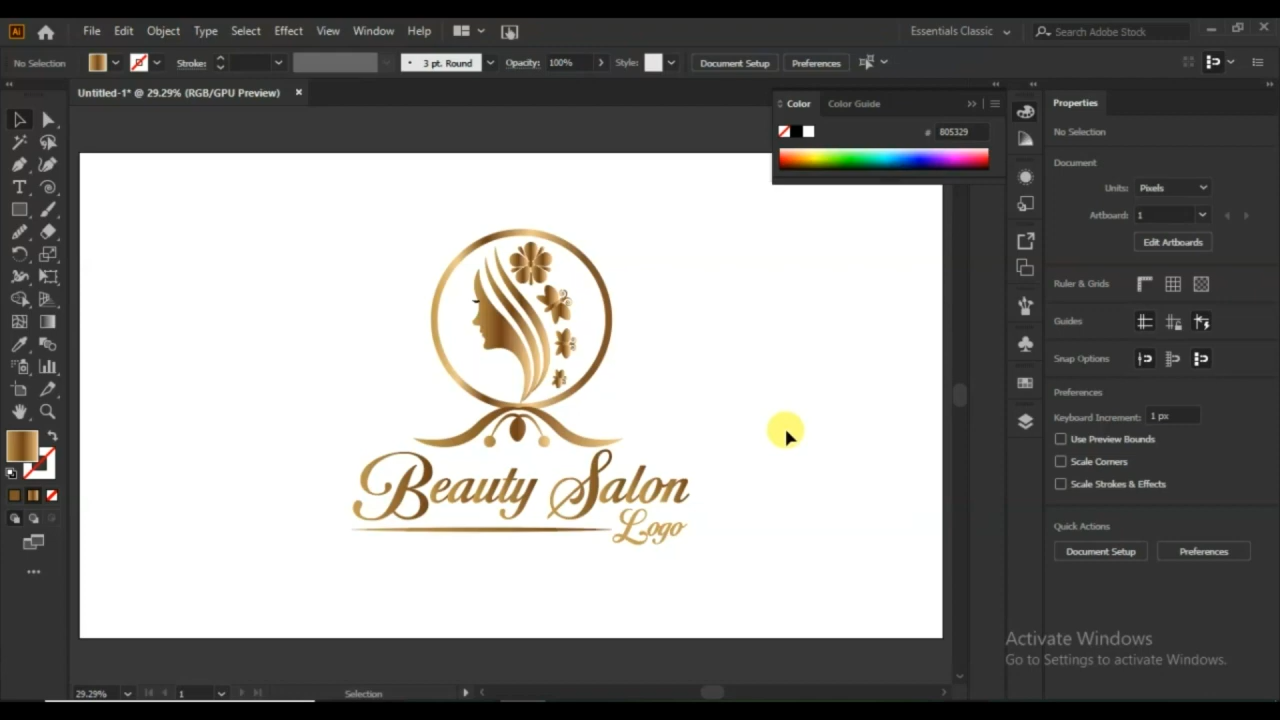 Ai File Edit Object Type Select Effect View Window Help Essentials Classic Search Adobe Stock
No Selection Stroke: 3 pt. Round Opacity: 100% Style: Document Setup Preferences
Untitled-1* @ 29.29% (RGB/GPU Preview) ×
Color Color Guide
# 805329
Properties
No Selection
Document
Units: Pixels
Artboard: 1
Edit Artboards
Ruler & Grids
Guides
Snap Options
Preferences
Keyboard Increment: 1 px
Use Preview Bounds
Scale Corners
Scale Strokes & Effects
Quick Actions
Document Setup Preferences
Beauty Salon
Logo
Activate Windows
Go to Settings to activate Windows.
29.29% 1 Selection